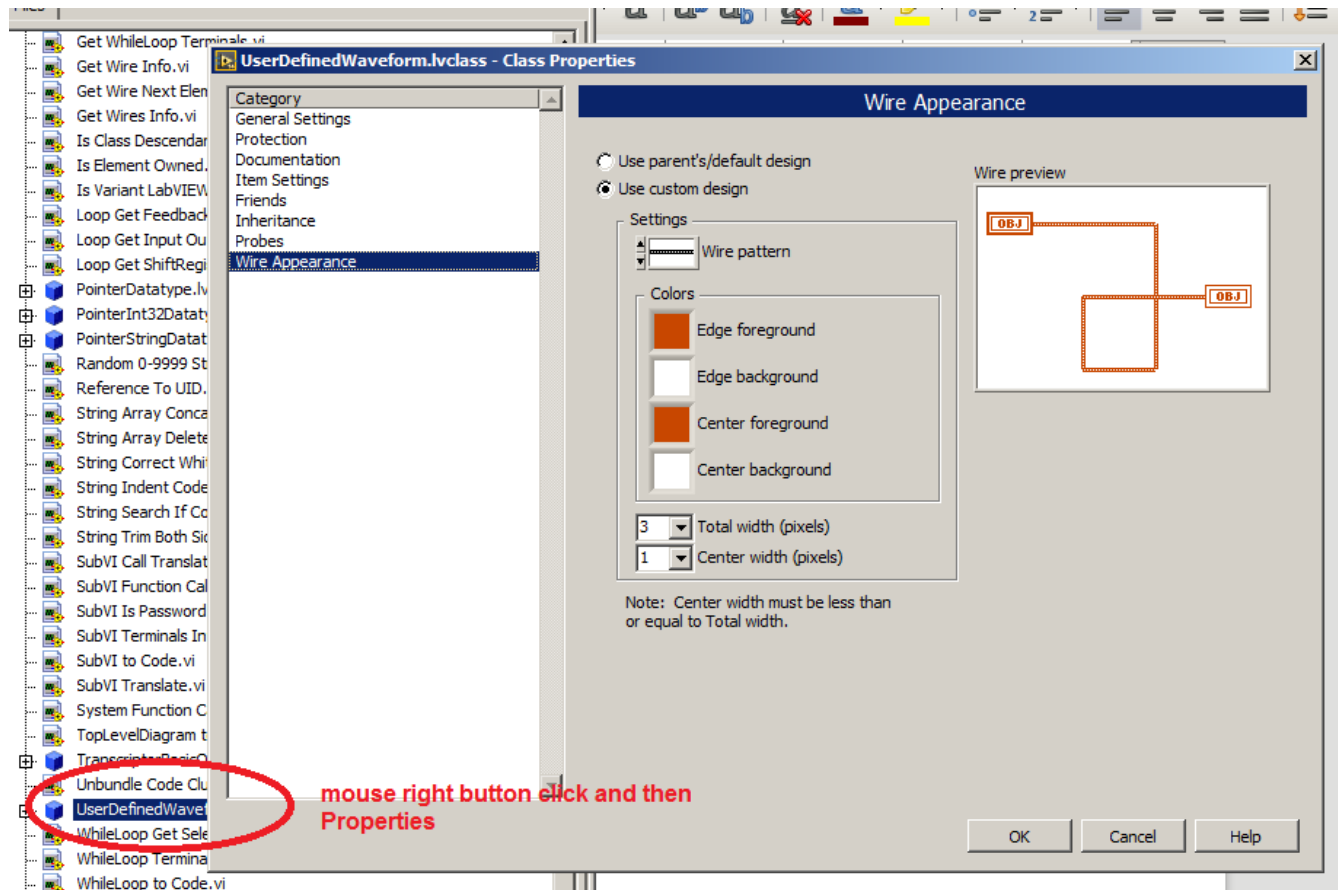 Files
Get WhileLoop Terminals.vi
Get Wire Info.vi
Get Wire Next Elem
Get Wires Info.vi
Is Class Descendar
Is Element Owned.
Is Variant LabVIEW
Loop Get Feedback
Loop Get Input Ou
Loop Get ShiftRegi
PointerDatatype.lv
PointerInt32Dataty
PointerStringDatat
Random 0-9999 St
Reference To UID.
String Array Conca
String Array Delete
String Correct Whi
String Indent Code
String Search If Co
String Trim Both Sid
SubVI Call Translat
SubVI Function Cal
SubVI Is Password
SubVI Terminals In
SubVI to Code.vi
SubVI Translate.vi
System Function C
TopLevelDiagram t
TranscriptorBasicO
Unbundle Code Clu
UserDefinedWavef
WhileLoop Get Sele
WhileLoop Termina
WhileLoop to Code.vi
UserDefinedWaveform.lvclass - Class Properties
Category
General Settings
Protection
Documentation
Item Settings
Friends
Inheritance
Probes
Wire Appearance
Wire Appearance
Use parent's/default design
Use custom design
Settings
Wire pattern
Colors
Edge foreground
Edge background
Center foreground
Center background
3 Total width (pixels)
1 Center width (pixels)
Note: Center width must be less than
or equal to Total width.
Wire preview
OBJ
OBJ
mouse right button click and then
Properties
OK Cancel Help